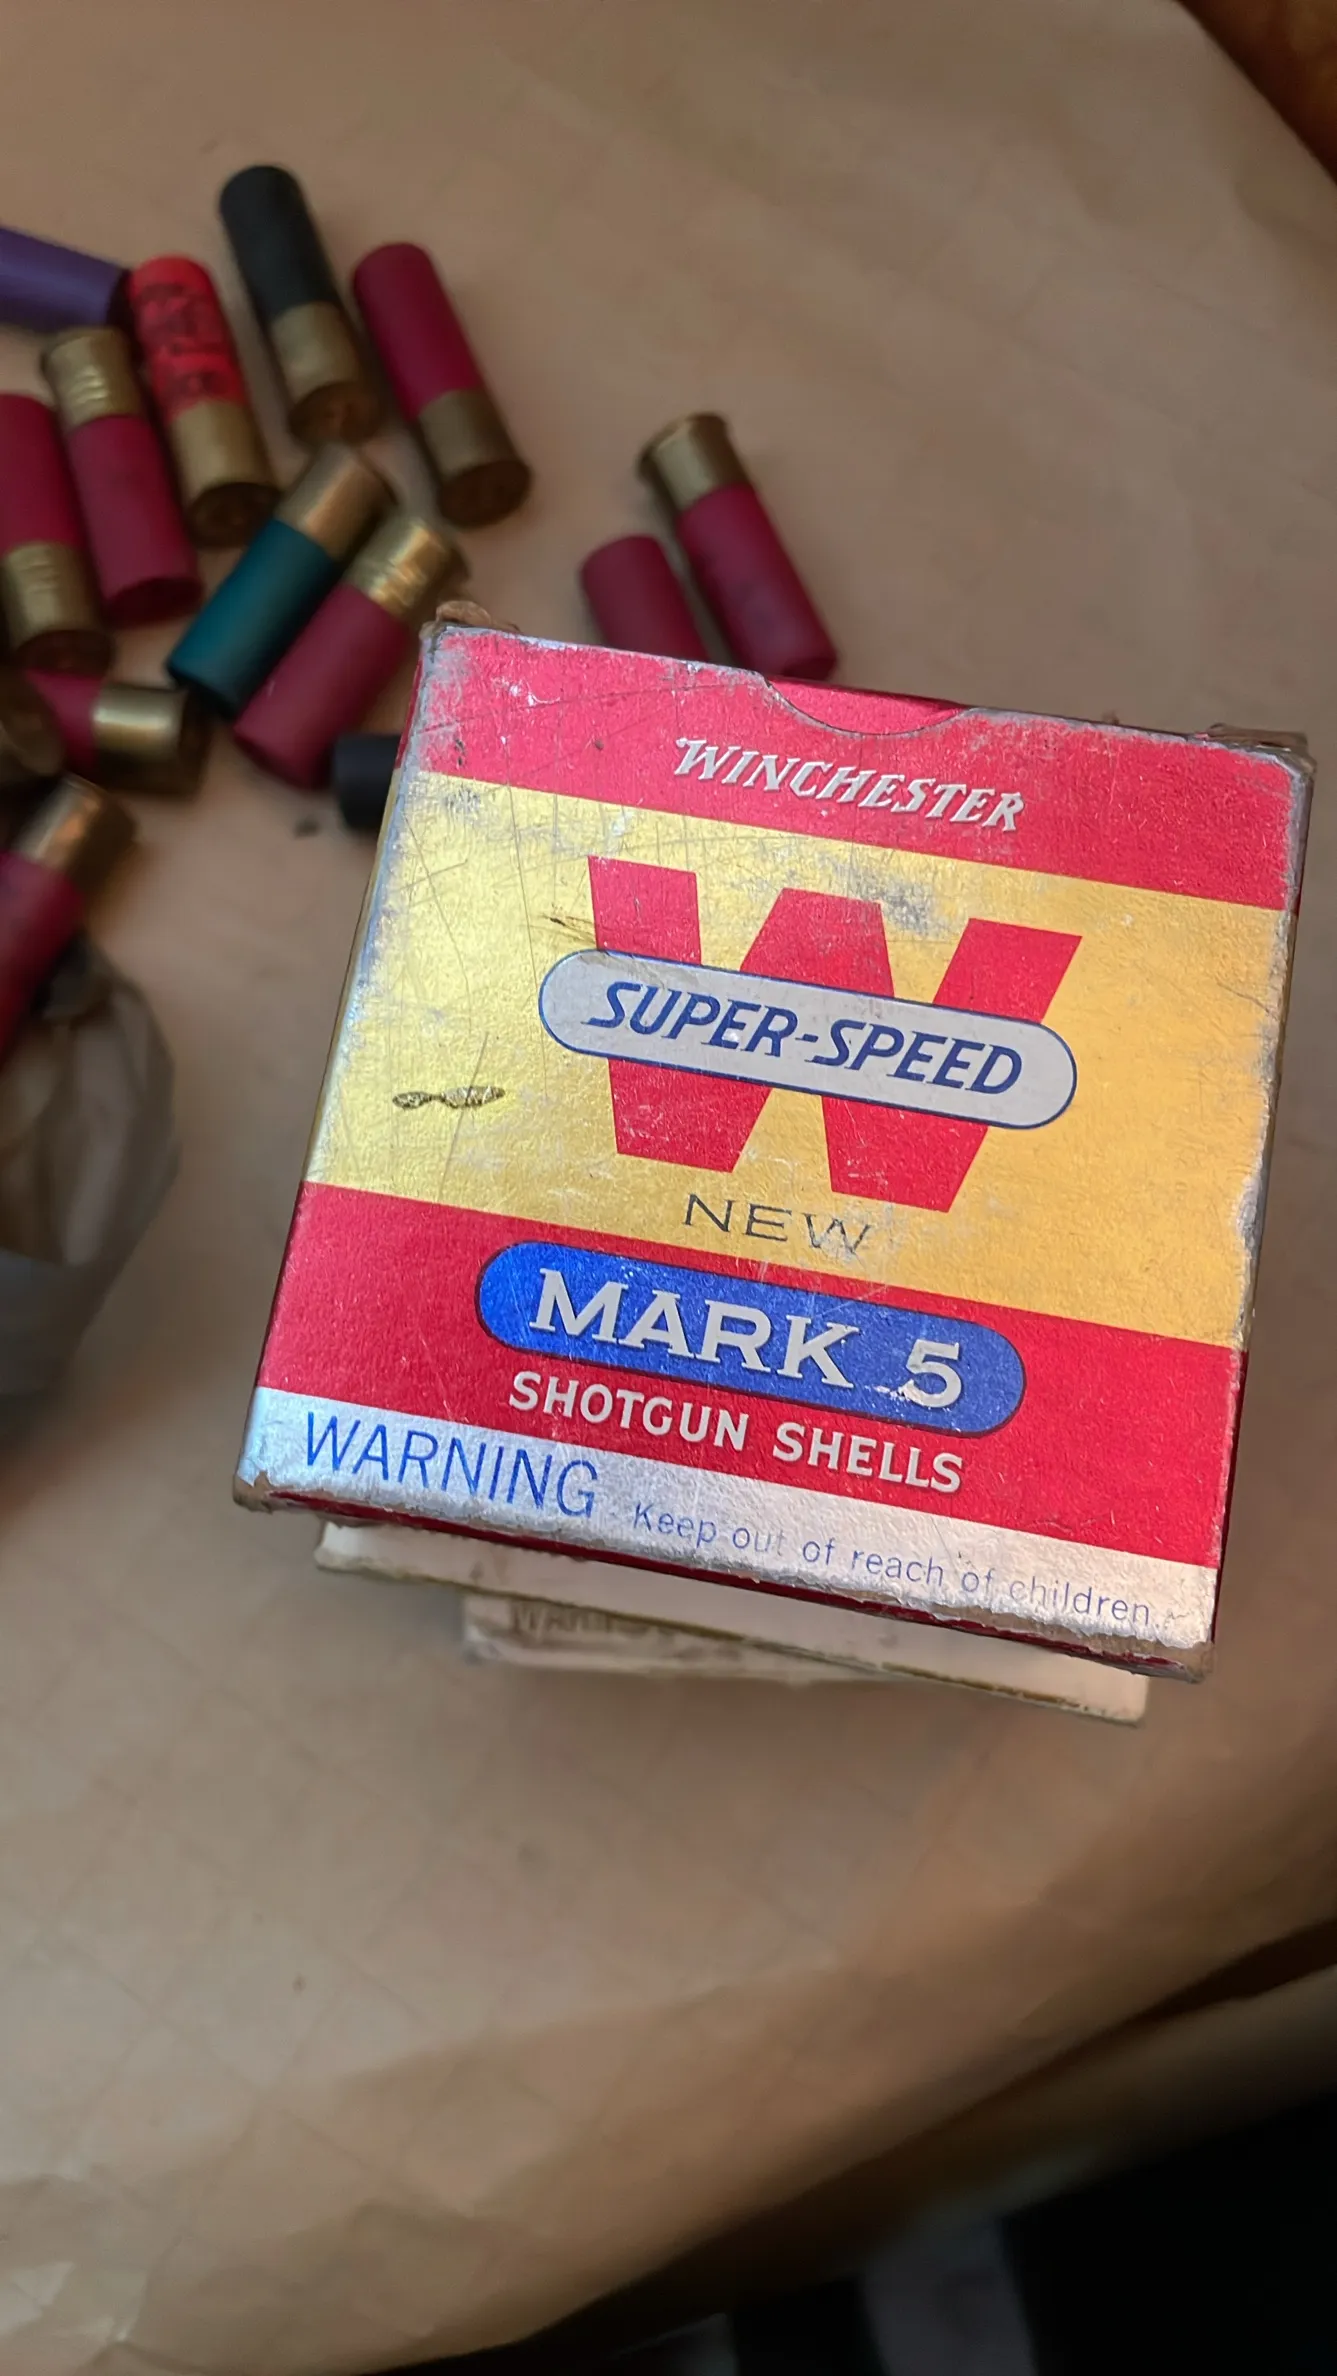 WINCHESTER
W
SUPER-SPEED
NEW
MARK 5
SHOTGUN SHELLS
WARNING Keep out of reach of children.